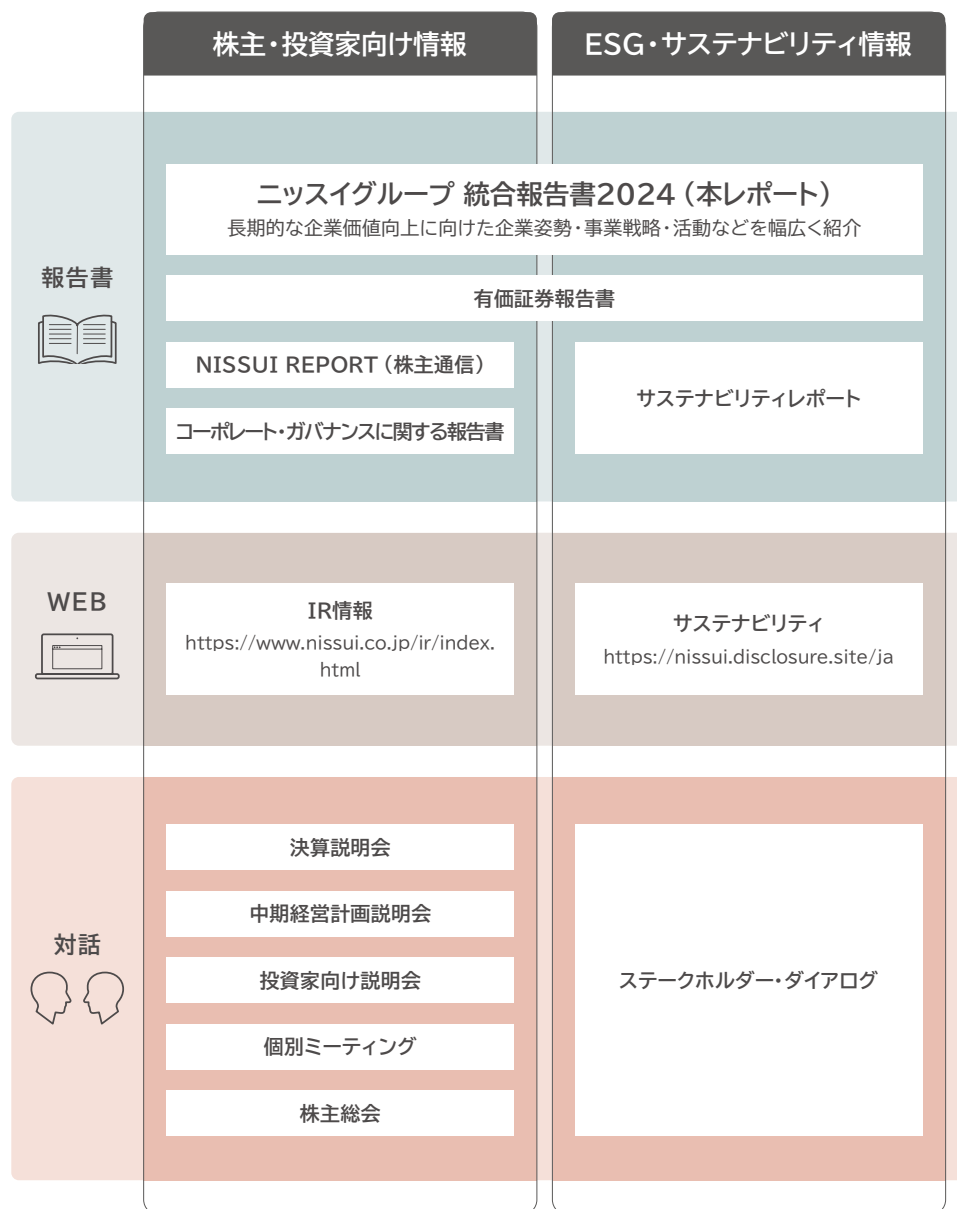 株主・投資家向け情報
ESG・サステナビリティ情報
報告書
ニッスイグループ 統合報告書2024（本レポート）
長期的な企業価値向上に向けた企業姿勢・事業戦略・活動などを幅広く紹介
有価証券報告書
NISSUI REPORT（株主通信）
コーポレート・ガバナンスに関する報告書
サステナビリティレポート
WEB
IR情報
https://www.nissui.co.jp/ir/index.
html
サステナビリティ
https://nissui.disclosure.site/ja
対話
決算説明会
中期経営計画説明会
投資家向け説明会
個別ミーティング
株主総会
ステークホルダー・ダイアログ